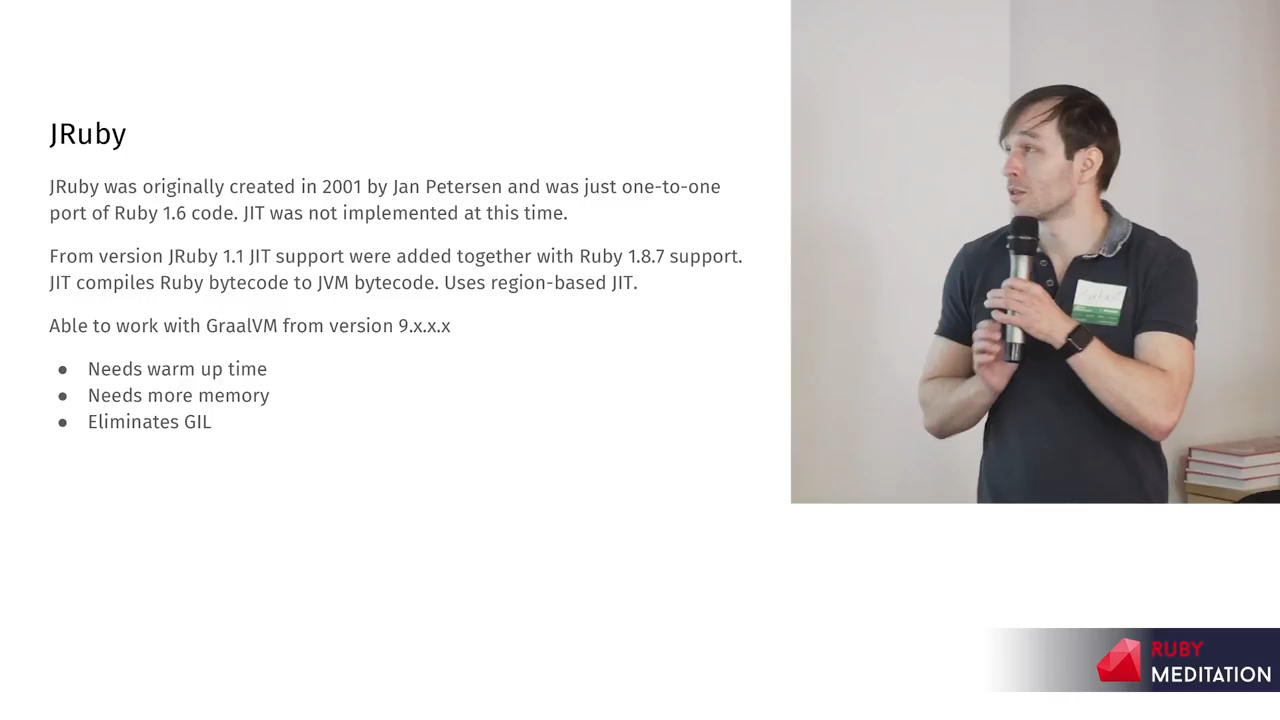 JRuby
JRuby was originally created in 2001 by Jan Petersen and was just one-to-one
port of Ruby 1.6 code. JIT was not implemented at this time.
From version JRuby 1.1 JIT support were added together with Ruby 1.8.7 support.
JIT compiles Ruby bytecode to JVM bytecode. Uses region-based JIT.
Able to work with GraalVM from version 9.x.x.x
● Needs warm up time
● Needs more memory
● Eliminates GIL
RUBY
MEDITATION